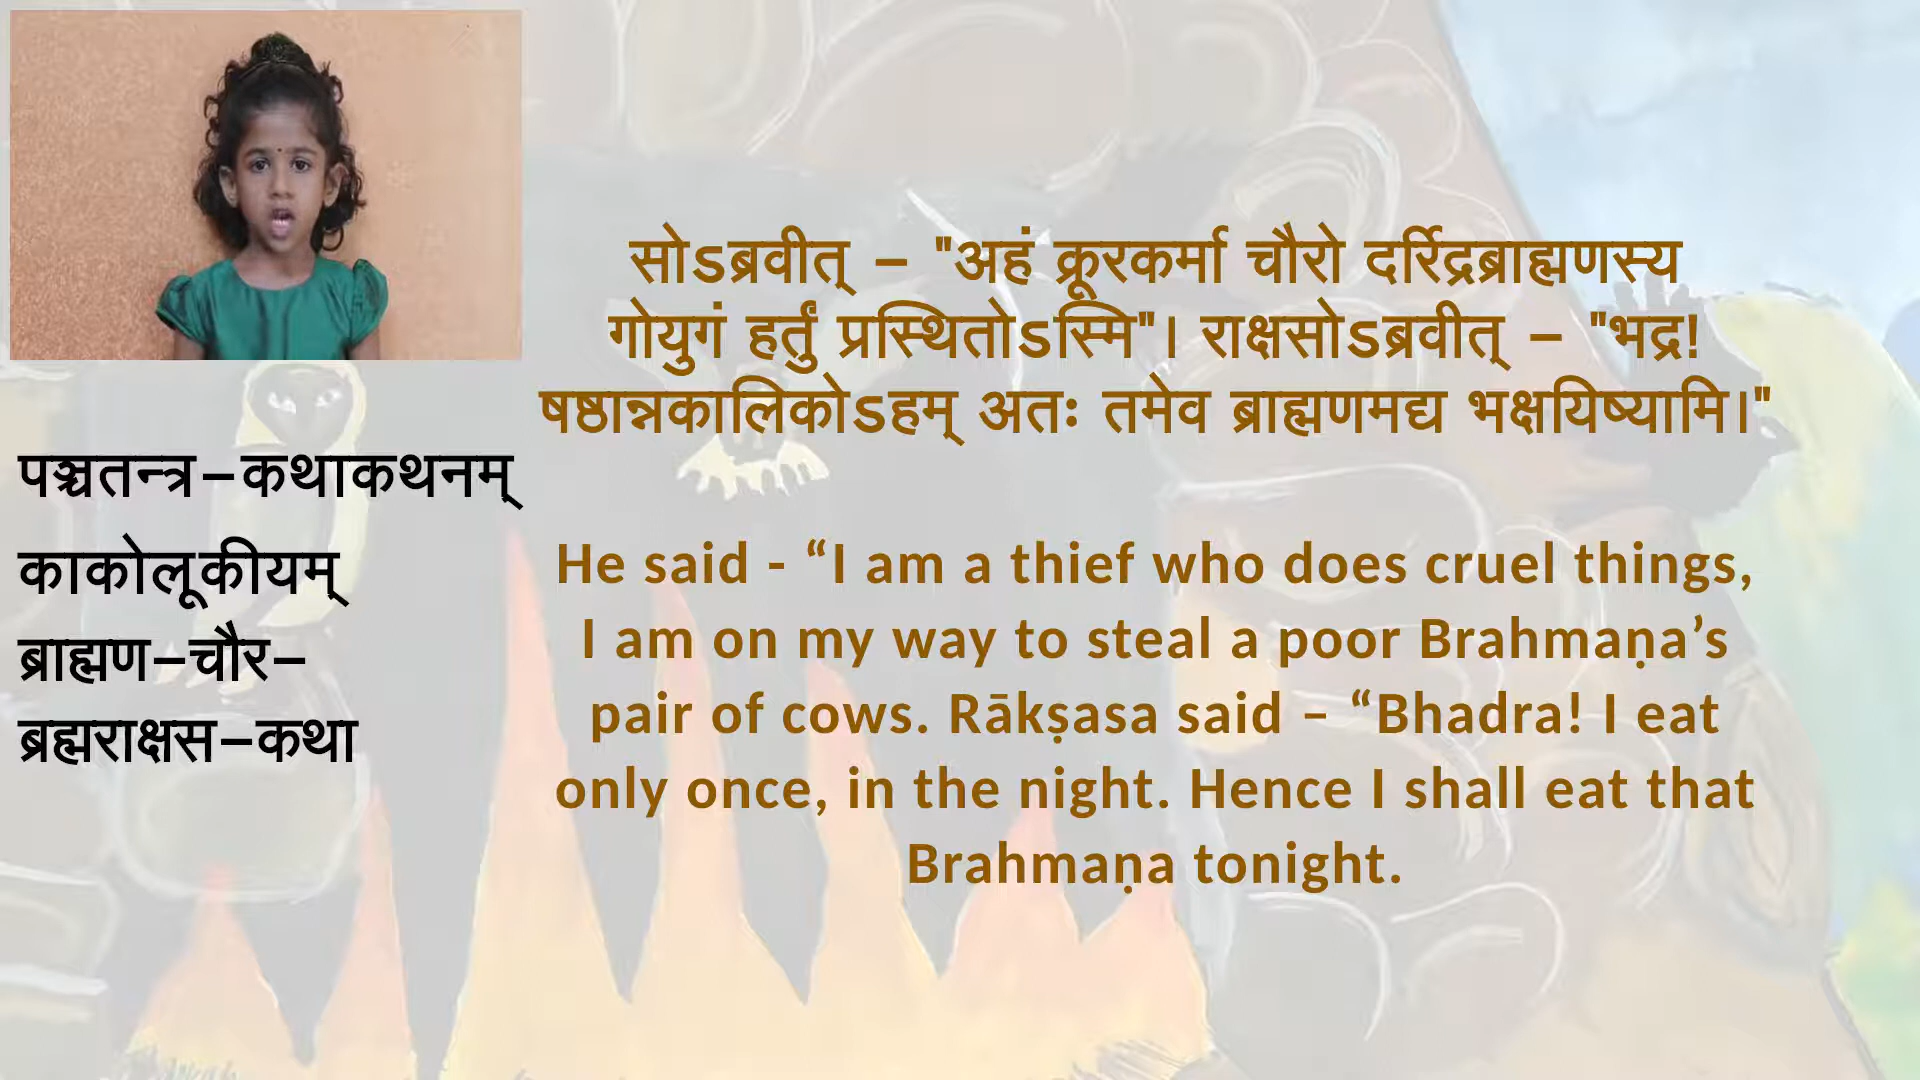 पञ्चतन्त्र–कथाकथनम्
काकोलूकीयम्
ब्राह्मण–चौर–
ब्रह्मराक्षस–कथा
सोऽब्रवीत् – "अहं क्रूरकर्मा चौरो दर्रिद्रब्राह्मणस्य
गोयुगं हर्तुं प्रस्थितोऽस्मि"। राक्षसोऽब्रवीत् – "भद्र!
षष्ठान्नकालिकोऽहम् अतः तमेव ब्राह्मणमद्य भक्षयिष्यामि।"
He said - “I am a thief who does cruel things,
I am on my way to steal a poor Brahmaṇa’s
pair of cows. Rākṣasa said – “Bhadra! I eat
only once, in the night. Hence I shall eat that
Brahmaṇa tonight.